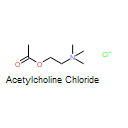 O
O
N+
Cl-
Acetylcholine Chloride